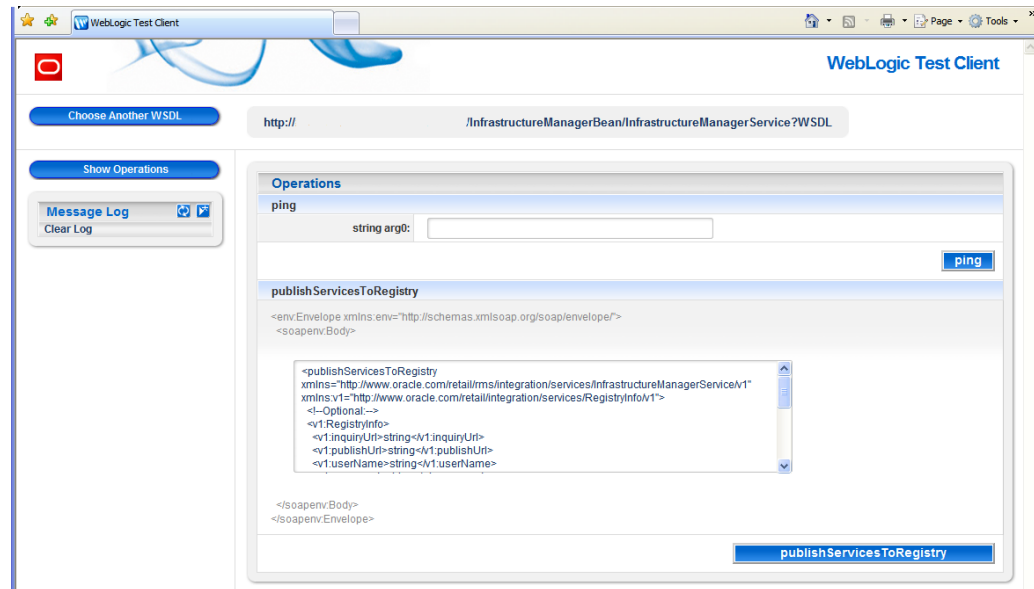 WebLogic Test Client
Page
Tools
»
WebLogic Test Client
Choose Another WSDL
http:// /InfrastructureManagerBean/InfrastructureManagerService?WSDL
Show Operations
Message Log
Clear Log
Operations
ping
string arg0:
ping
publishServicesToRegistry
<env:Envelope xmlns:env="http://schemas.xmlsoap.org/soap/envelope/">
<soapenv:Body>
<publishServicesToRegistry
xmlns="http://www.oracle.com/retail/rms/integration/services/InfrastructureManagerService/v1"
xmlns:v1="http://www.oracle.com/retail/integration/services/RegistryInfo/v1">
<!--Optional:-->
<v1:RegistryInfo>
<v1:inquiryUrl>string</v1:inquiryUrl>
<v1:publishUrl>string</v1:publishUrl>
<v1:userName>string</v1:userName>
</soapenv:Body>
</soapenv:Envelope>
publishServicesToRegistry